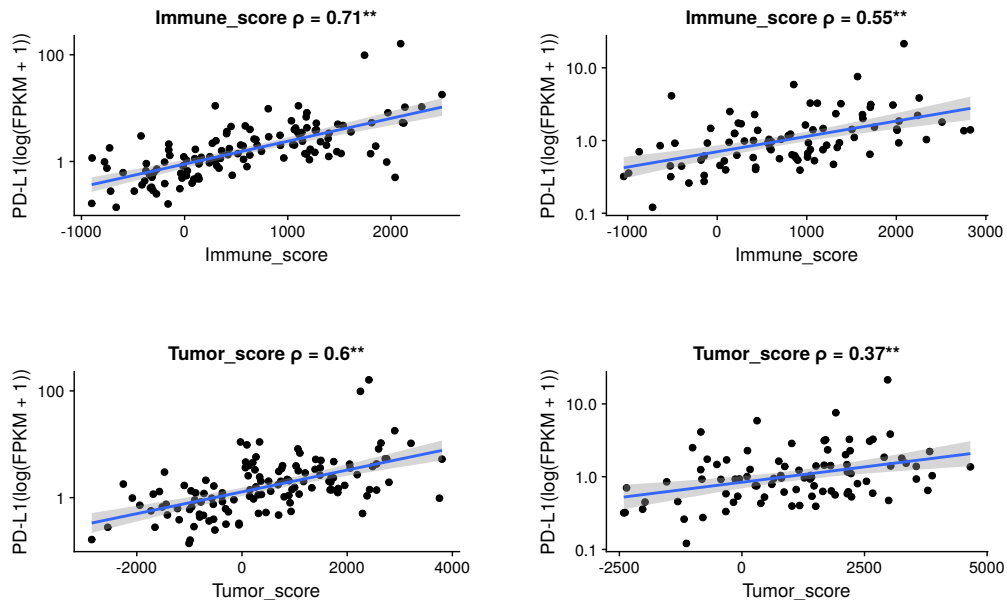 Immune_score ρ = 0.71**
PD-L1(log(FPKM + 1))
100
1
-1000 0 1000 2000
Immune_score
Immune_score ρ = 0.55**
PD-L1(log(FPKM + 1))
10.0
1.0
0.1
-1000 0 1000 2000 3000
Immune_score
Tumor_score ρ = 0.6**
PD-L1(log(FPKM + 1))
100
1
-2000 0 2000 4000
Tumor_score
Tumor_score ρ = 0.37**
PD-L1(log(FPKM + 1))
10.0
1.0
0.1
-2500 0 2500 5000
Tumor_score